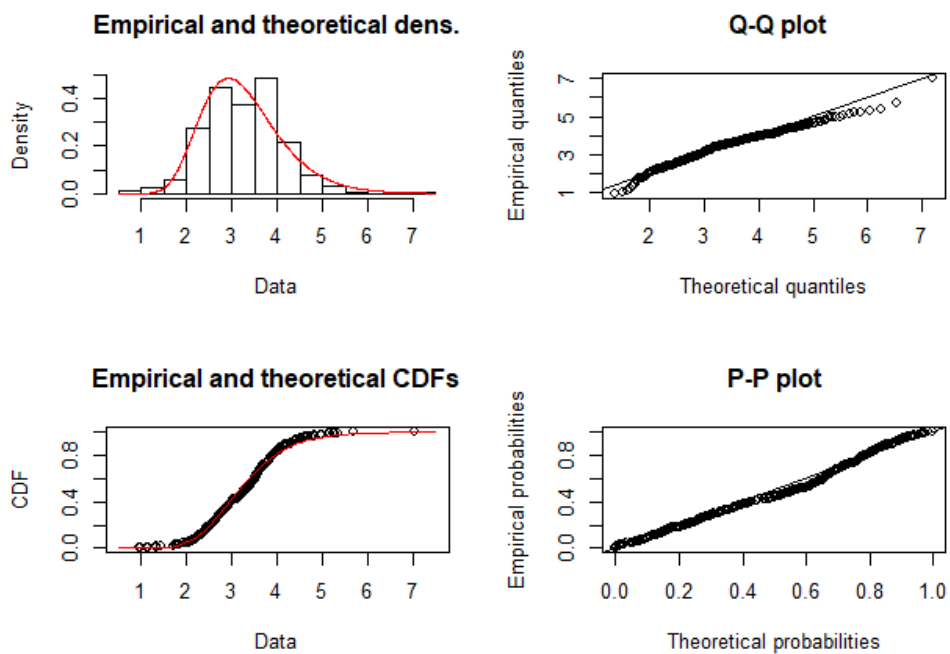 Empirical and theoretical dens.
Density
0.0 0.2 0.4
1 2 3 4 5 6 7
Data
Q-Q plot
Empirical quantiles
1 3 5 7
2 3 4 5 6 7
Theoretical quantiles
Empirical and theoretical CDFs
CDF
0.0 0.4 0.8
1 2 3 4 5 6 7
Data
P-P plot
Empirical probabilities
0.0 0.4 0.8
0.0 0.2 0.4 0.6 0.8 1.0
Theoretical probabilities